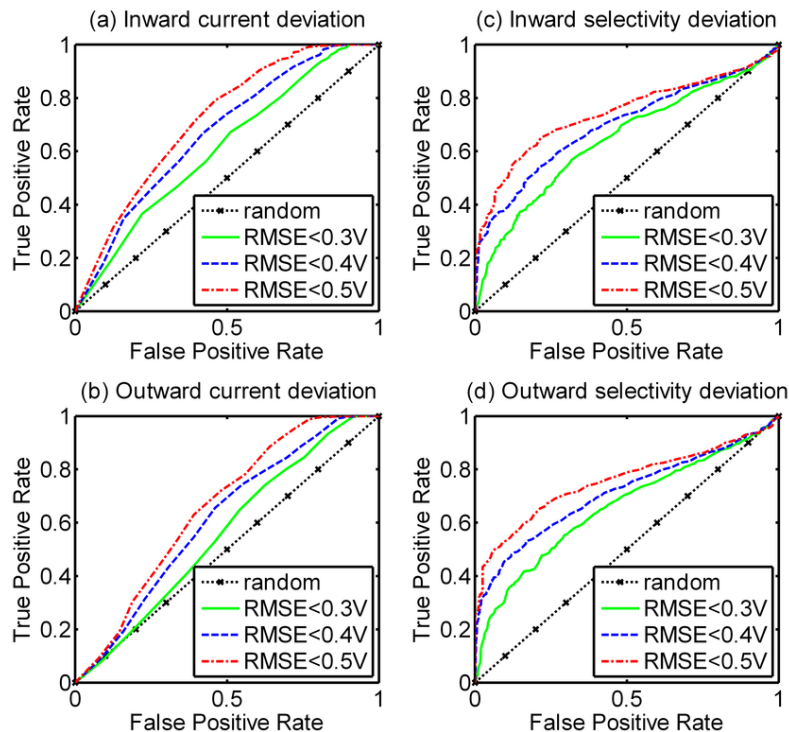 (a) Inward current deviation
True Positive Rate
1
0.8
0.6
0.4
0.2
0
random
RMSE<0.3V
RMSE<0.4V
RMSE<0.5V
0
0.5
1
False Positive Rate
(c) Inward selectivity deviation
True Positive Rate
1
0.8
0.6
0.4
0.2
0
random
RMSE<0.3V
RMSE<0.4V
RMSE<0.5V
0
0.5
1
False Positive Rate
(b) Outward current deviation
True Positive Rate
1
0.8
0.6
0.4
0.2
0
random
RMSE<0.3V
RMSE<0.4V
RMSE<0.5V
0
0.5
1
False Positive Rate
(d) Outward selectivity deviation
True Positive Rate
1
0.8
0.6
0.4
0.2
0
random
RMSE<0.3V
RMSE<0.4V
RMSE<0.5V
0
0.5
1
False Positive Rate